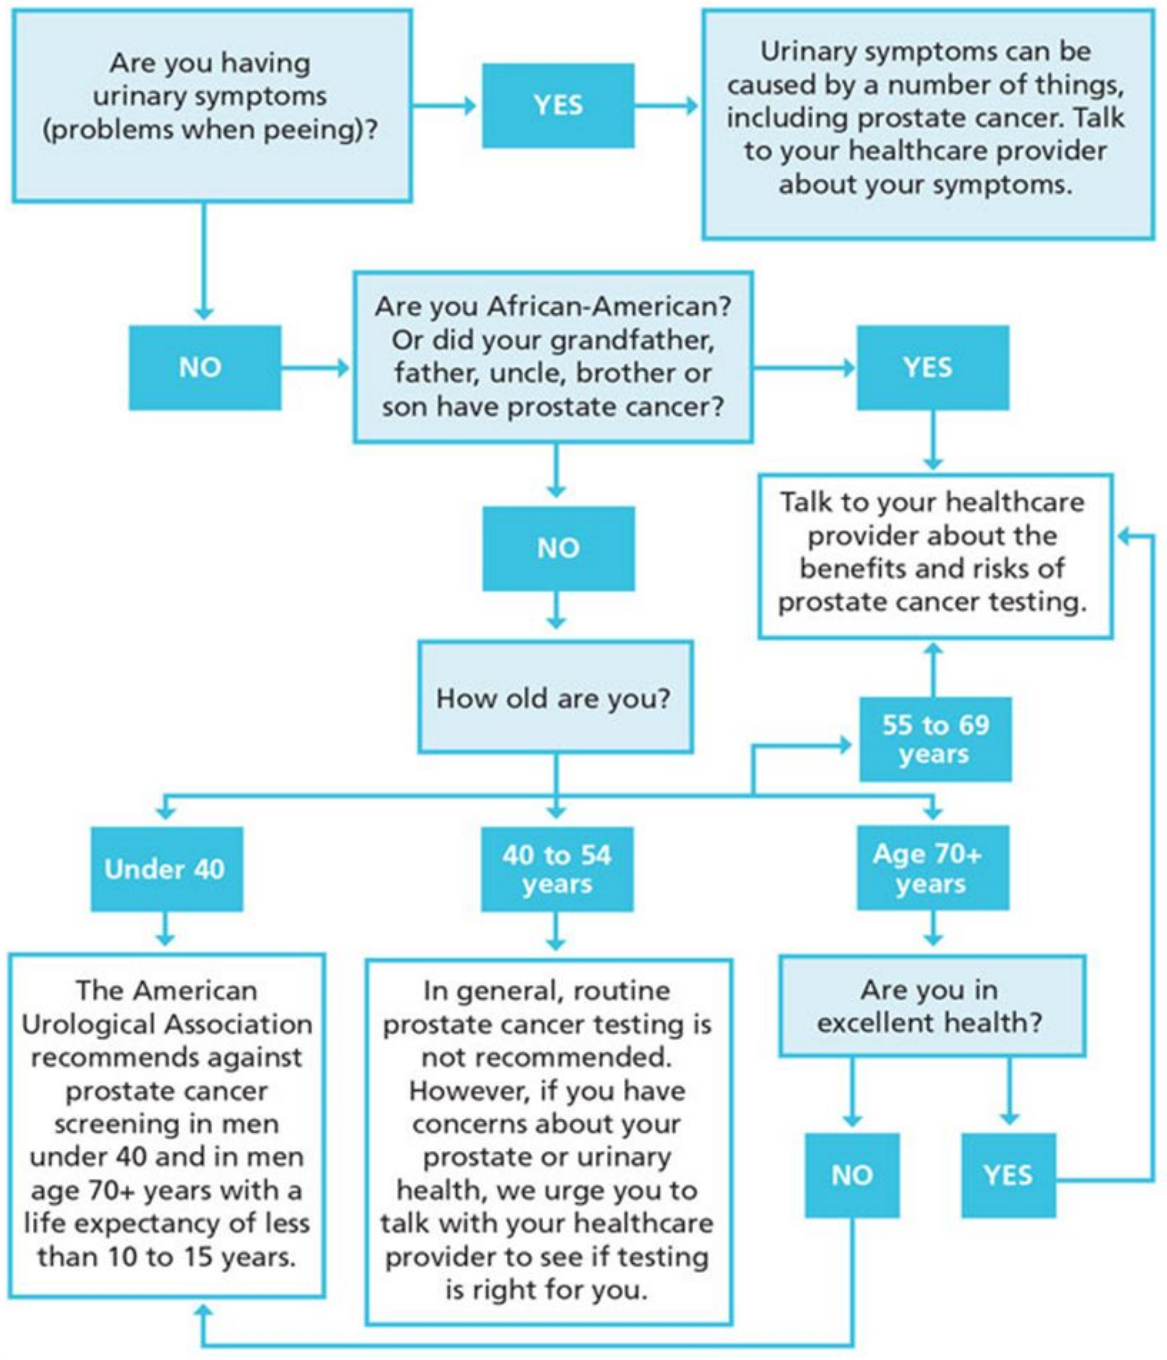 Are you having
urinary symptoms
(problems when peeing)?
YES
Urinary symptoms can be
caused by a number of things,
including prostate cancer. Talk
to your healthcare provider
about your symptoms.
NO
Are you African-American?
Or did your grandfather,
father, uncle, brother or
son have prostate cancer?
YES
Talk to your healthcare
provider about the
benefits and risks of
prostate cancer testing.
NO
How old are you?
55 to 69
years
Under 40
40 to 54
years
Age 70+
years
The American
Urological Association
recommends against
prostate cancer
screening in men
under 40 and in men
age 70+ years with a
life expectancy of less
than 10 to 15 years.
In general, routine
prostate cancer testing is
not recommended.
However, if you have
concerns about your
prostate or urinary
health, we urge you to
talk with your healthcare
provider to see if testing
is right for you.
Are you in
excellent health?
NO
YES